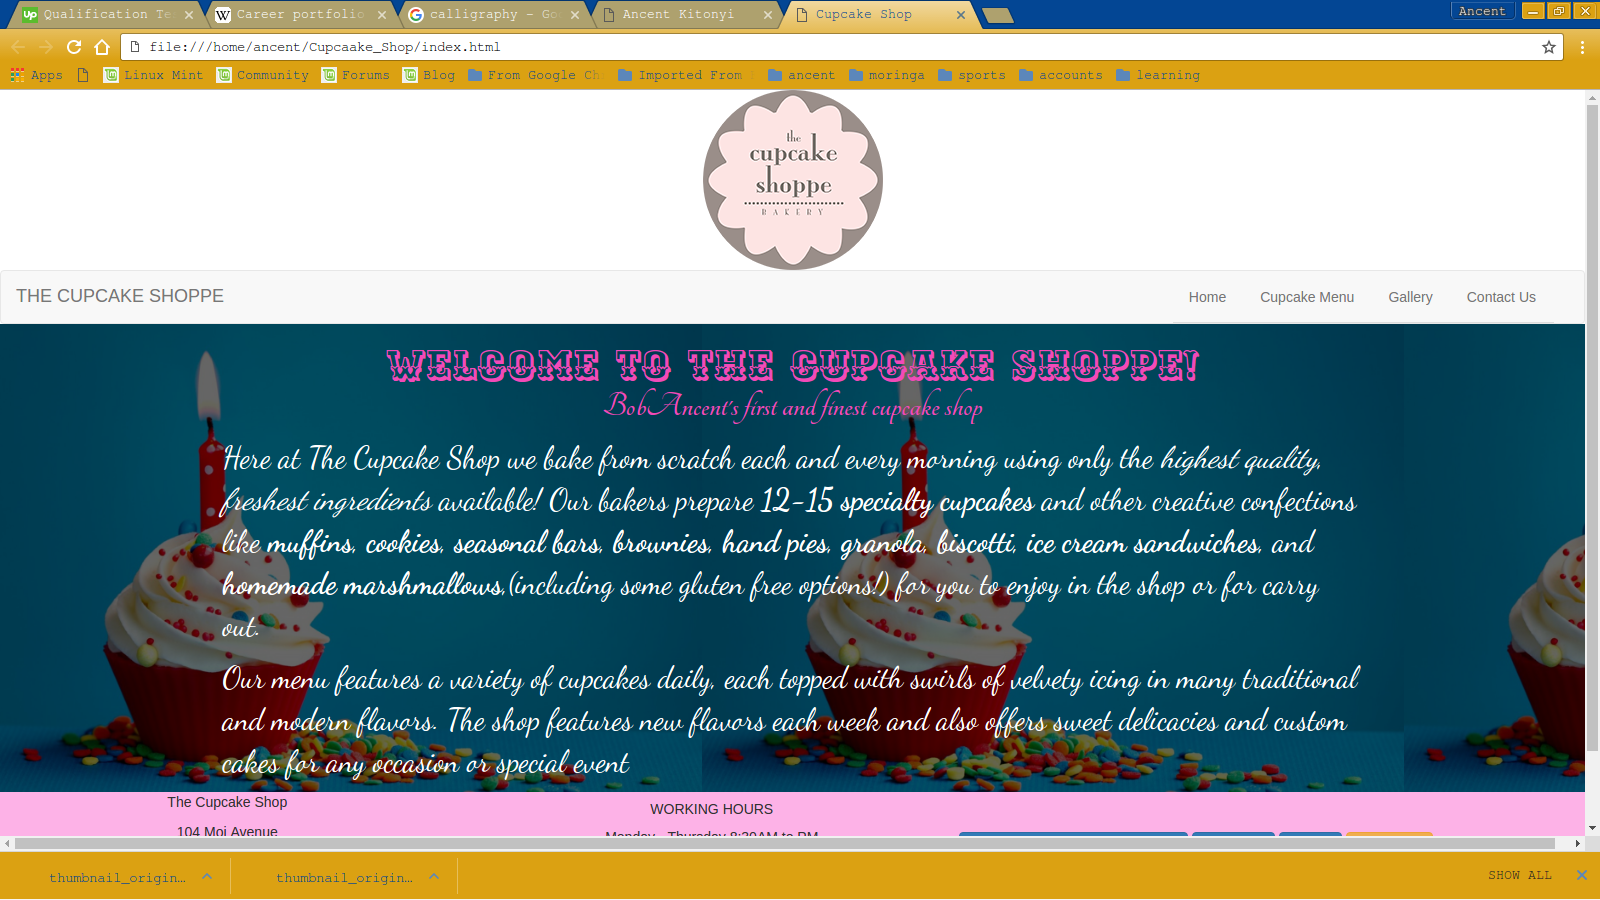 Qualification Te
Career portfolio
calligraphy - Go
Ancent Kitonyi
Cupcake Shop
Ancent
file:///home/ancent/Cupcaake_Shop/index.html
Apps
Linux Mint
Community
Forums
Blog
From Google Ch
Imported From
ancent
moringa
sports
accounts
learning
the
cupcake
shoppe
BAKERY
THE CUPCAKE SHOPPE
Home
Cupcake Menu
Gallery
Contact Us
WELCOME TO THE CUPCAKE SHOPPE!
BobAncent's first and finest cupcake shop
Here at The Cupcake Shop we bake from scratch each and every morning using only the highest quality,
freshest ingredients available! Our bakers prepare 12-15 specialty cupcakes and other creative confections
like muffins, cookies, seasonal bars, brownies, hand pies, granola, biscotti, ice cream sandwiches, and
homemade marshmallows,(including some gluten free options!) for you to enjoy in the shop or for carry
out.
Our menu features a variety of cupcakes daily, each topped with swirls of velvety icing in many traditional
and modern flavors. The shop features new flavors each week and also offers sweet delicacies and custom
cakes for any occasion or special event
The Cupcake Shop
WORKING HOURS
104 Moi Avenue
Monday - Thursday 8:30AM to PM
thumbnail_origin...
thumbnail_origin...
SHOW ALL